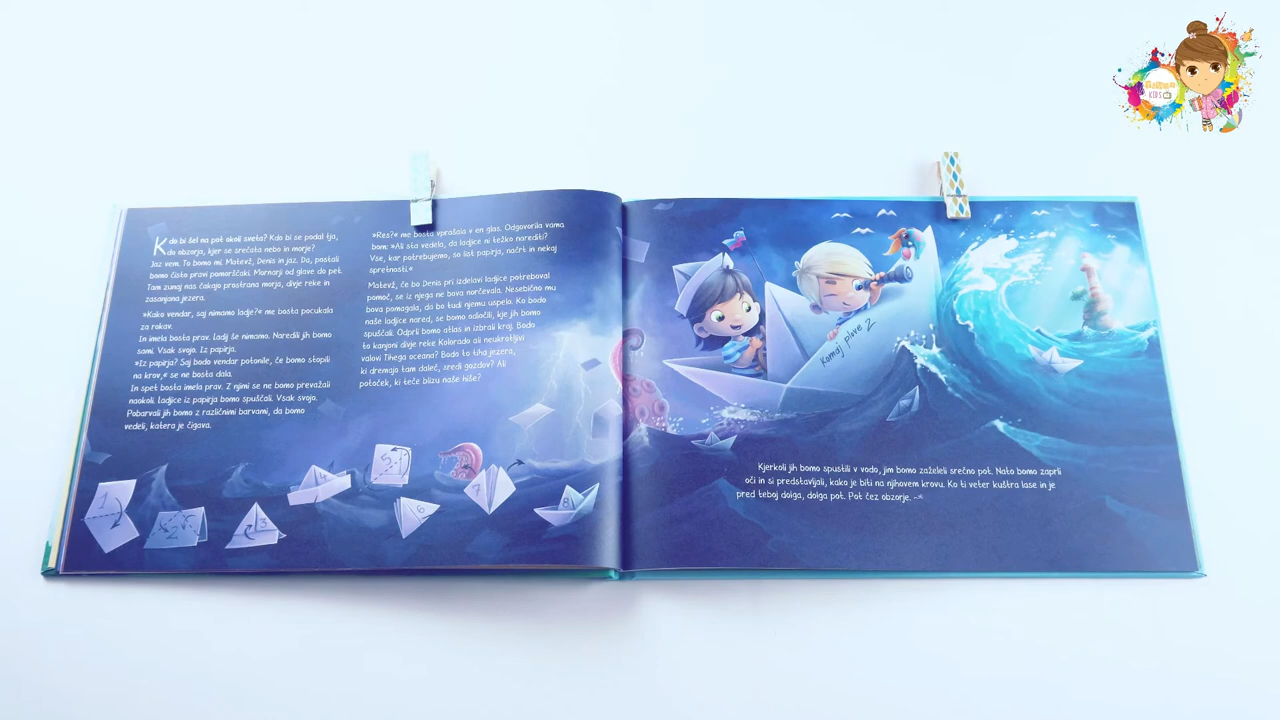 Kdo bi šel na pot okoli sveta? Kdo bi se podal tja,
do obzorja, kjer se srečata nebo in morje?
Jaz vem. To bomo mi. Matevž, Denis in jaz. Da, postali
bomo čisto pravi pomorščaki. Mornarji od glave do pet.
Tam zunaj nas čakajo prostrana morja, divje reke in
zasanjana jezera.
»Kako vendar, saj nimamo ladje?« me bosta pocukala
za rokav.
In imela bosta prav. Ladij še nimamo. Naredili jih bomo
sami. Vsak svojo. Iz papirja.
»Iz papirja? Saj bodo vendar potonile, če bomo stopili
na krov,« se ne bosta dala.
In spet bosta imela prav. Z njimi se ne bomo prevažali
naokoli. Ladjice iz papirja bomo spuščali. Vsak svojo.
Pobarvali jih bomo z različnimi barvami, da bomo
vedeli, katera je čigava.
»Res?« me bosta vprašala v en glas. Odgovorila vama
bom: »Ali sta vedela, da ladjice ni težko narediti?
Vse, kar potrebujemo, so list papirja, načrt in nekaj
spretnosti.«
Matevž, če bo Denis pri izdelavi ladjice potreboval
pomoč, se iz njega ne bova norčevala. Nesebično mu
bova pomagala, da bo tudi njemu uspelo. Ko bodo
naše ladjice nared, se bomo odločili, kje jih bomo
spuščali. Odprli bomo atlas in izbrali kraj. Bodo
to kanjoni divje reke Kolorado ali neukrotljivi
valovi Tihega oceana? Bodo to tiha jezera,
ki dremajo tam daleč, sredi gozdov? Ali
potoček, ki teče blizu naše hiše?
1
2
3
4
5
6
7
8
Komaj plave 2
Kjerkoli jih bomo spustili v vodo, jim bomo zaželeli srečno pot. Nato bomo zaprli
oči in si predstavljali, kako je biti na njihovem krovu. Ko ti veter kuštra lase in je
pred teboj dolga, dolga pot. Pot čez obzorje.
KIDS